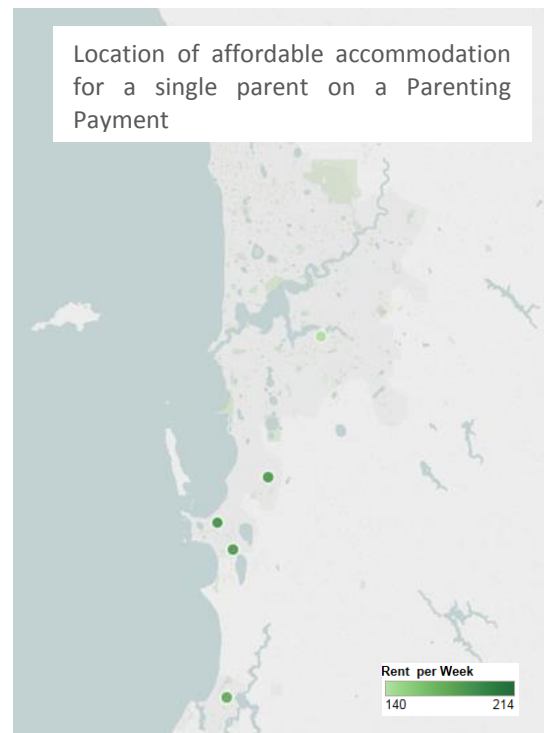 Location of affordable accommodation
for a single parent on a Parenting
Payment
Rent per Week
140 214